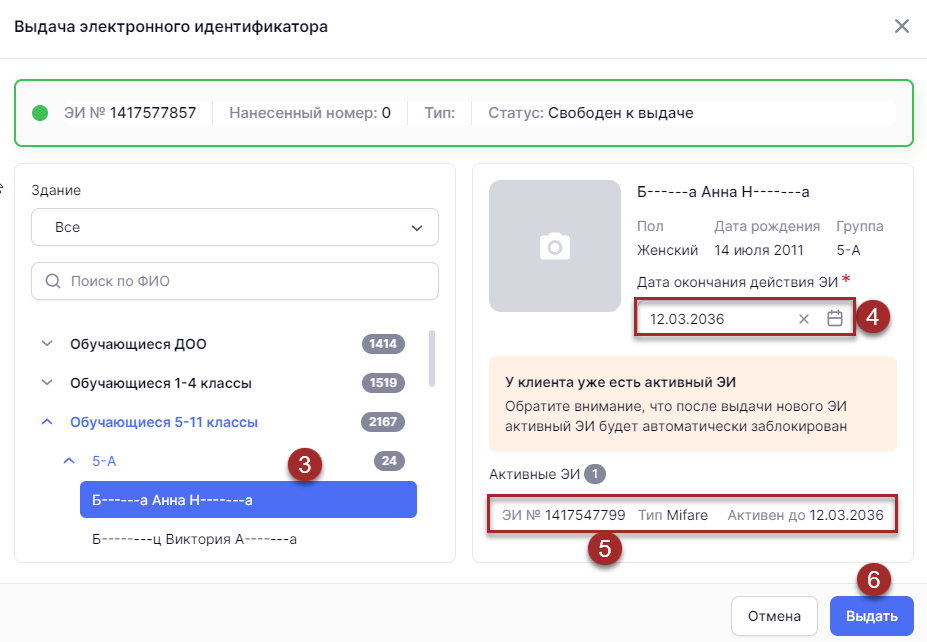 Выдача электронного идентификатора
ЭИ № 1417577857 Нанесенный номер: 0 Тип: Статус: Свободен к выдаче
Здание
Все
Поиск по ФИО
Обучающиеся ДОО 1414
Обучающиеся 1-4 классы 1519
Обучающиеся 5-11 классы 2167
5-А 24
3
Б------а Анна Н-------а
Б--------ц Виктория А-------а
Б------а Анна Н-------а
Пол Дата рождения Группа
Женский 14 июля 2011 5-А
Дата окончания действия ЭИ *
12.03.2036
4
У клиента уже есть активный ЭИ
Обратите внимание, что после выдачи нового ЭИ
активный ЭИ будет автоматически заблокирован
Активные ЭИ 1
ЭИ № 1417547799 Тип Mifare Активен до 12.03.2036
5
6
Отмена Выдать